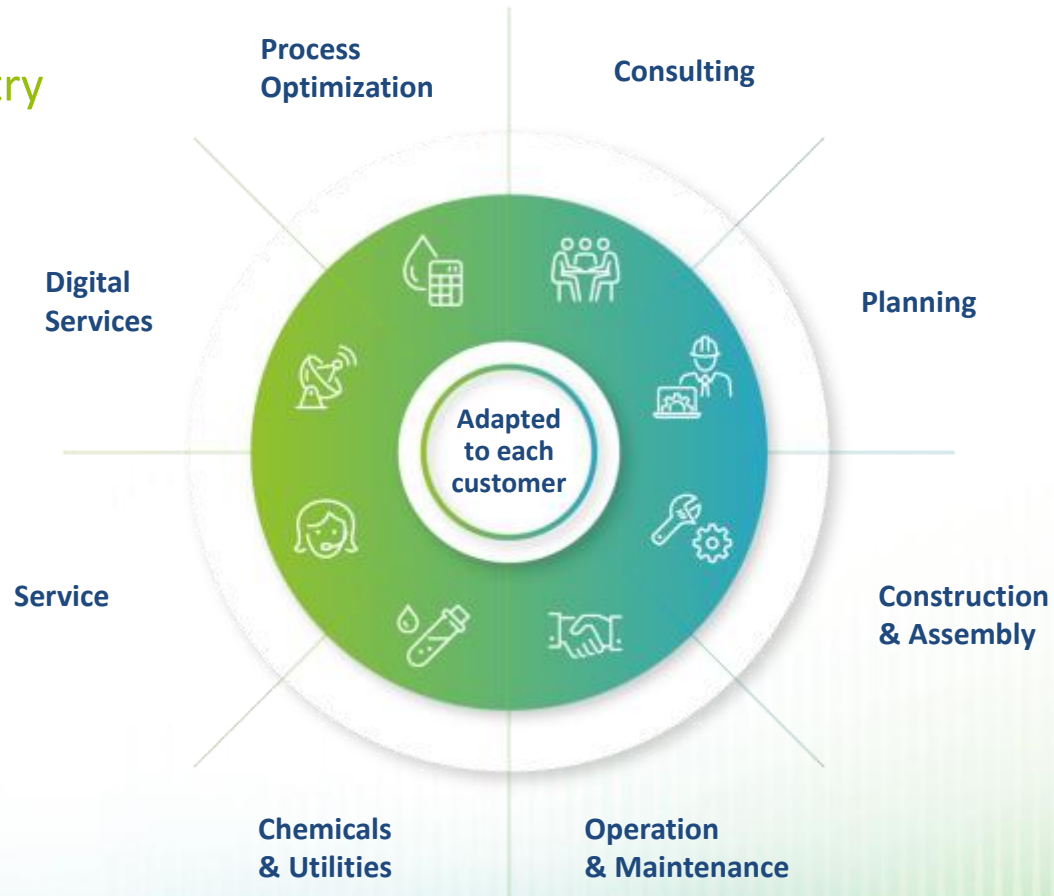 Process
Optimization
Consulting
Planning
Construction
& Assembly
Operation
& Maintenance
Chemicals
& Utilities
Service
Digital
Services
Adapted
to each
customer